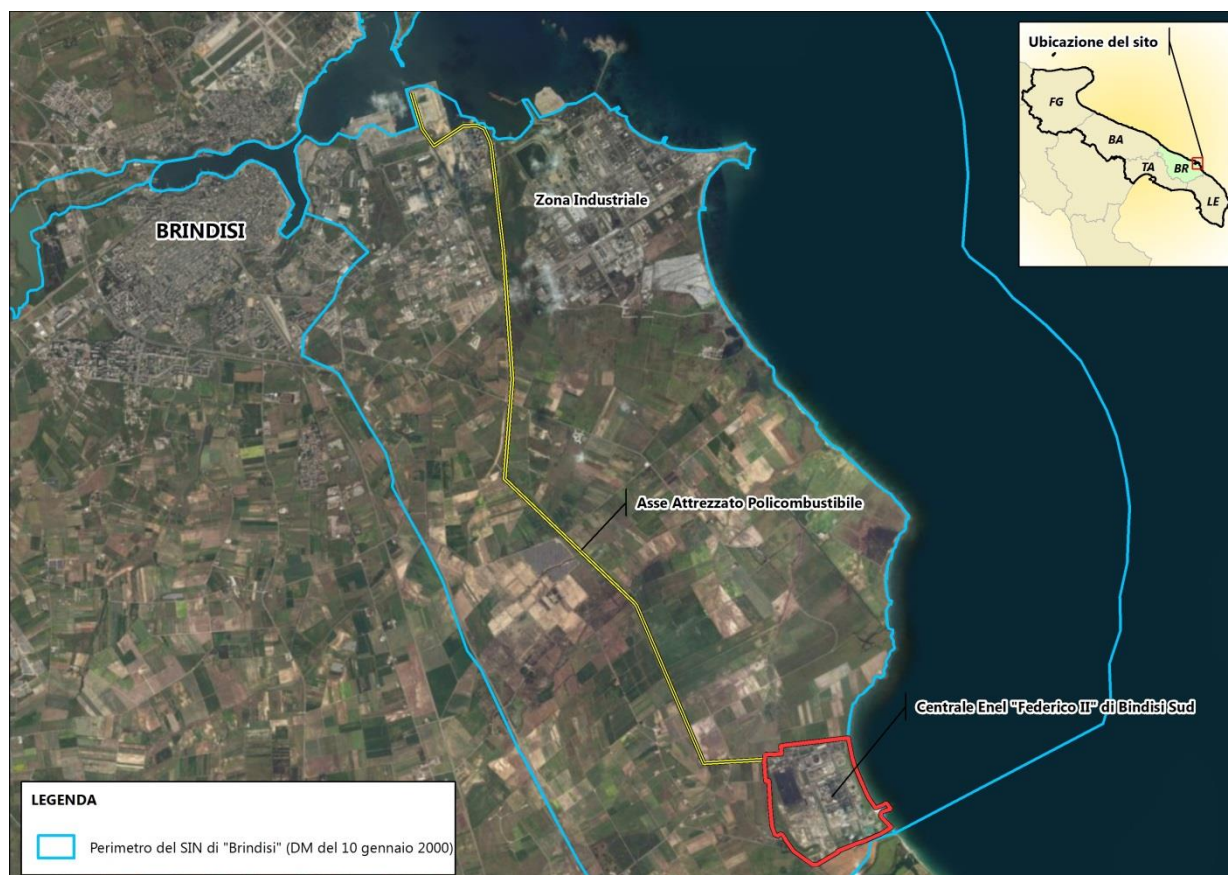 Ubicazione del sito
FG
BA
TA
BR
LE
Zona Industriale
BRINDISI
Asse Attrezzato Policombustibile
Centrale Enel "Federico II" di Bindisi Sud
LEGENDA
Perimetro del SIN di "Brindisi" (DM del 10 gennaio 2000)